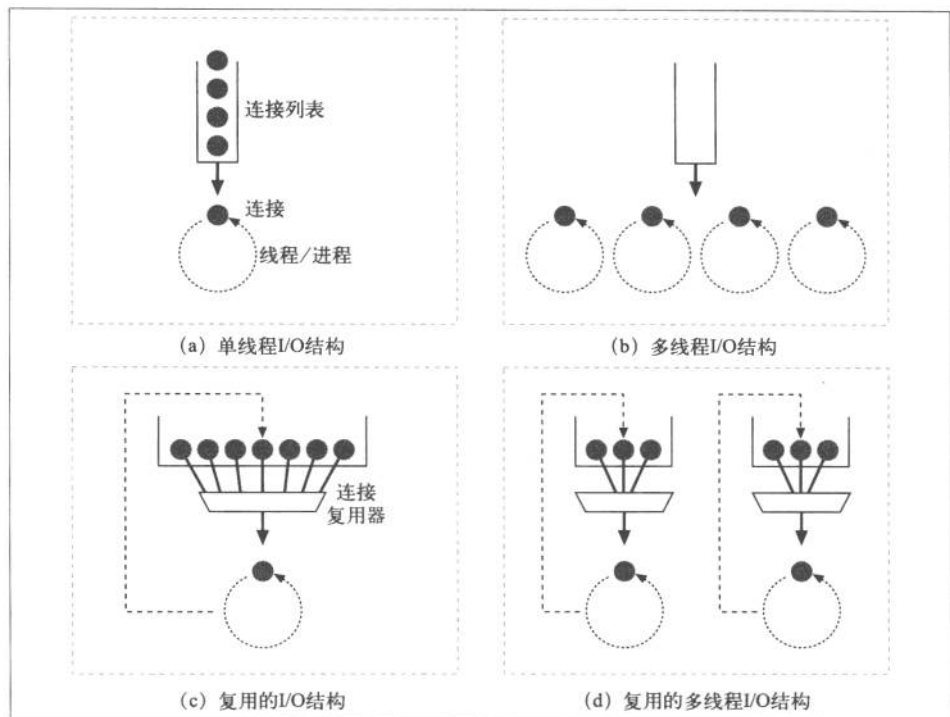 连接列表
连接
线程/进程
(a) 单线程I/O结构
(b) 多线程I/O结构
连接
复用器
(c) 复用的I/O结构
(d) 复用的多线程I/O结构